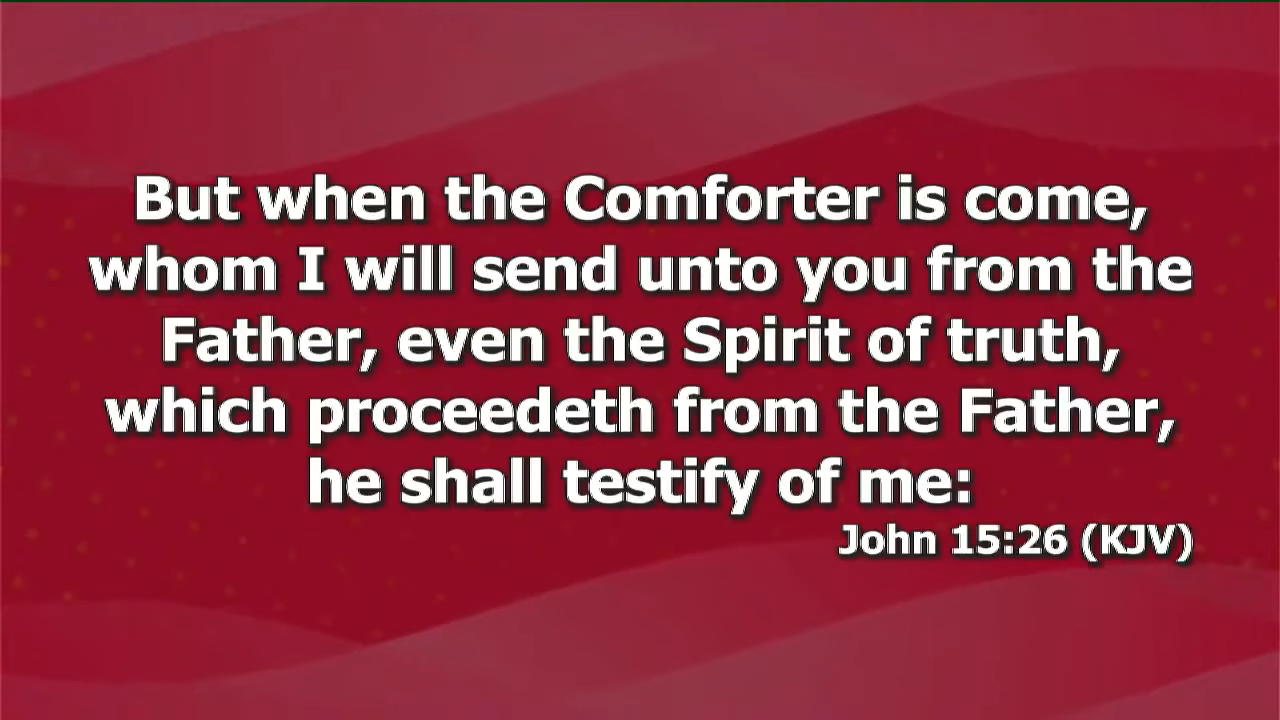 But when the Comforter is come,
whom I will send unto you from the
Father, even the Spirit of truth,
which proceedeth from the Father,
he shall testify of me:
John 15:26 (KJV)